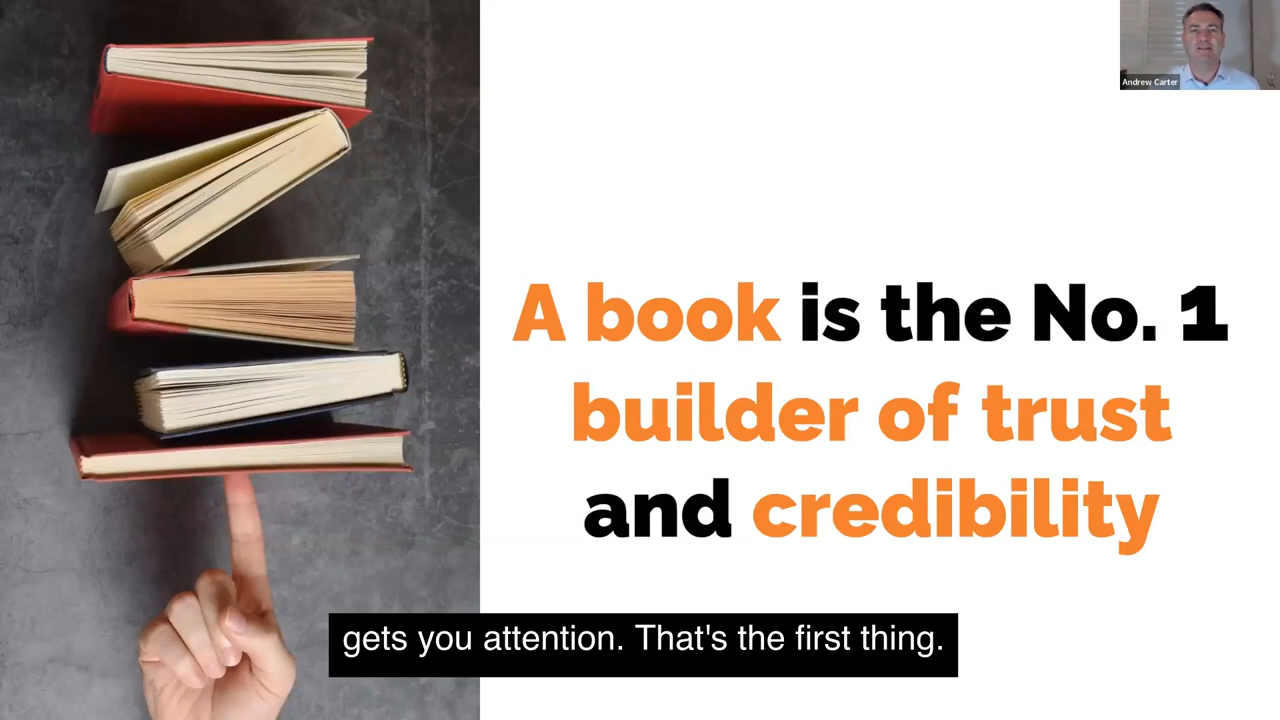 Andrew Carter
A book is the No. 1
builder of trust
and credibility
gets you attention. That's the first thing.